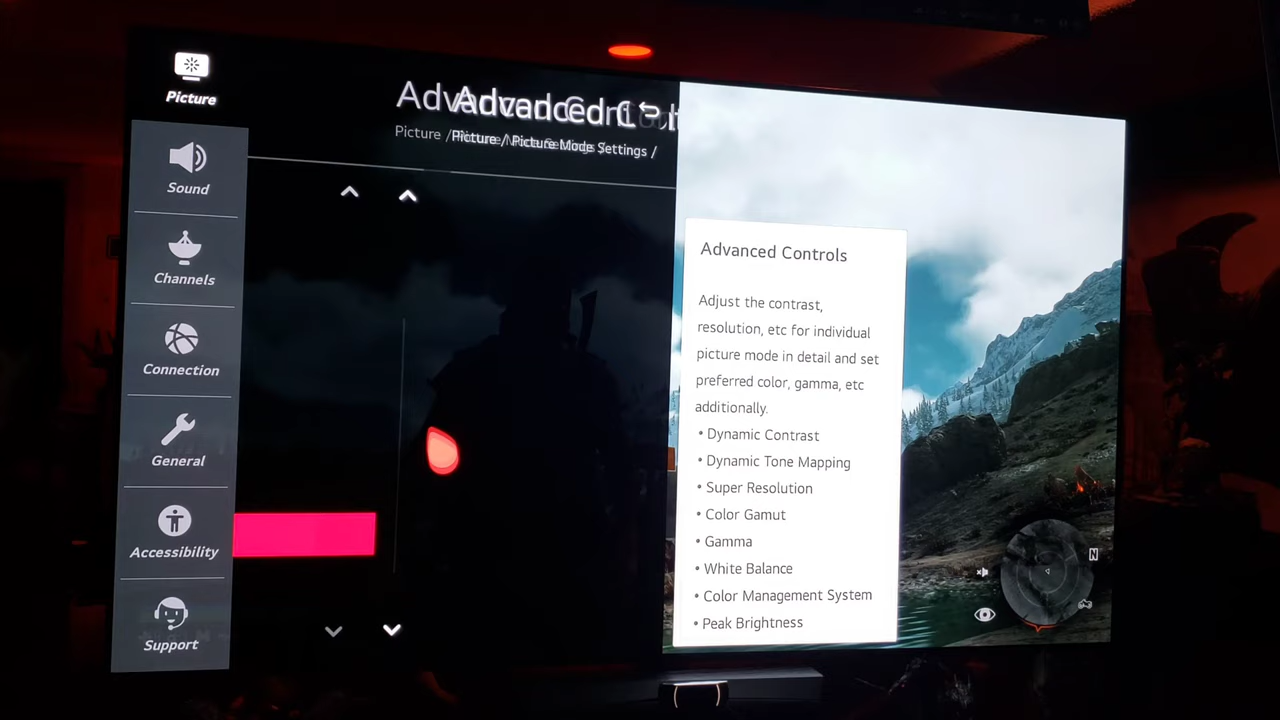 Picture
Sound
Channels
Connection
General
Accessibility
Support
Advanced
Picture / Picture Mode Settings /
Advanced Controls
Adjust the contrast,
resolution, etc for individual
picture mode in detail and set
preferred color, gamma, etc
additionally.
• Dynamic Contrast
• Dynamic Tone Mapping
• Super Resolution
• Color Gamut
• Gamma
• White Balance
• Color Management System
• Peak Brightness
N